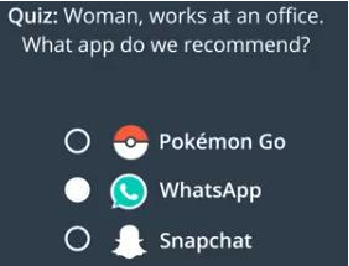 Quiz: Woman, works at an office.
What app do we recommend?
Pokémon Go
WhatsApp
Snapchat